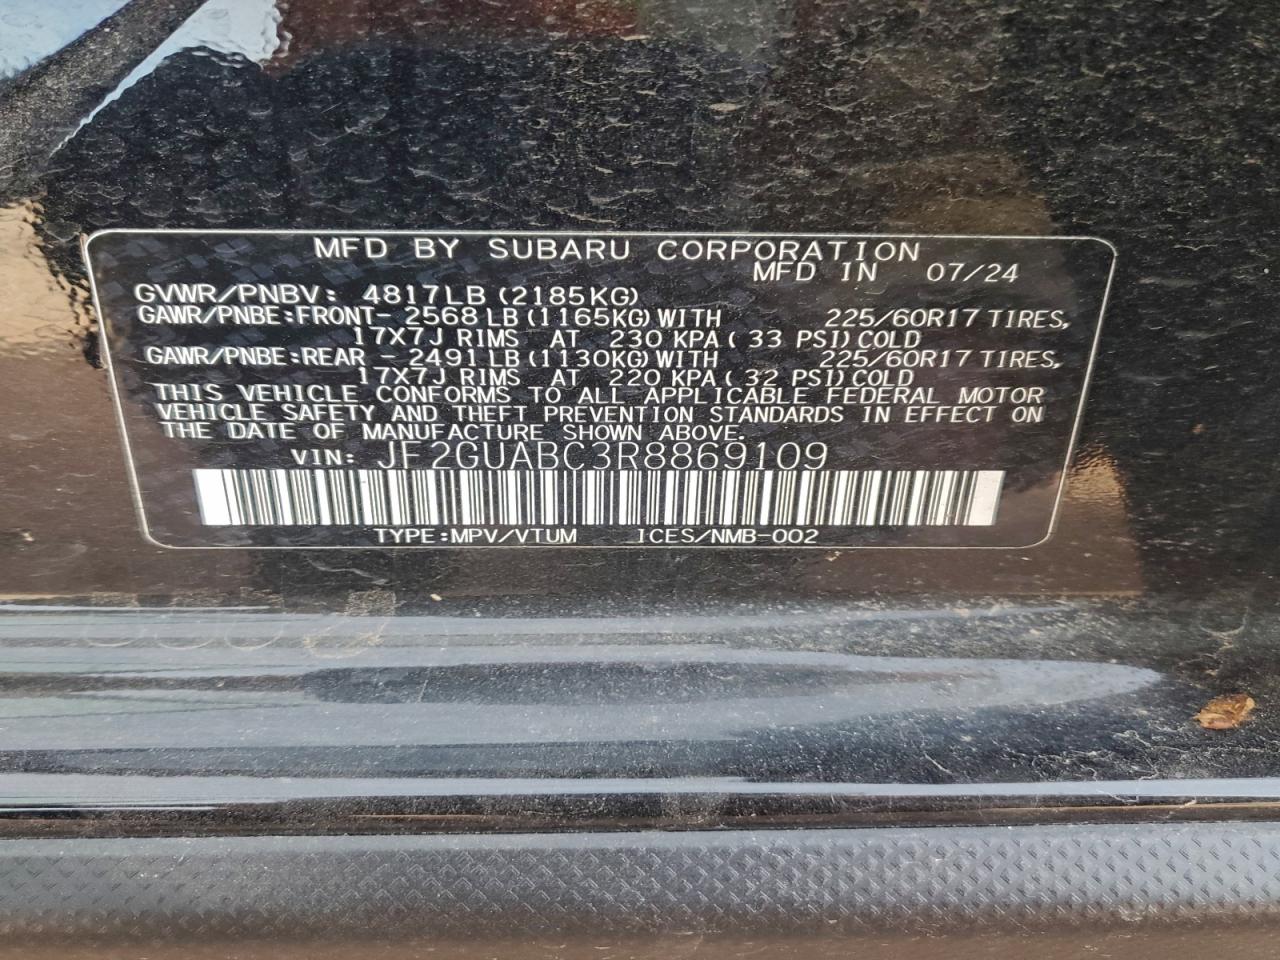 MFD BY SUBARU CORPORATION
MFD IN 07/24
GVWR/PNBV: 4817LB (2185KG)
GAWR/PNBE:FRONT- 2568 LB (1165KG) WITH 225/60R17 TIRES,
17X7J RIMS AT 230 KPA ( 33 PSI) COLD
GAWR/PNBE:REAR - 2491 LB (1130KG) WITH 225/60R17 TIRES,
17X7J RIMS AT 220 KPA ( 32 PSI) COLD
THIS VEHICLE CONFORMS TO ALL APPLICABLE FEDERAL MOTOR
VEHICLE SAFETY AND THEFT PREVENTION STANDARDS IN EFFECT ON
THE DATE OF MANUFACTURE SHOWN ABOVE.
VIN: JF2GUABC3R8869109
TYPE:MPV/VTUM ICES/NMB-002